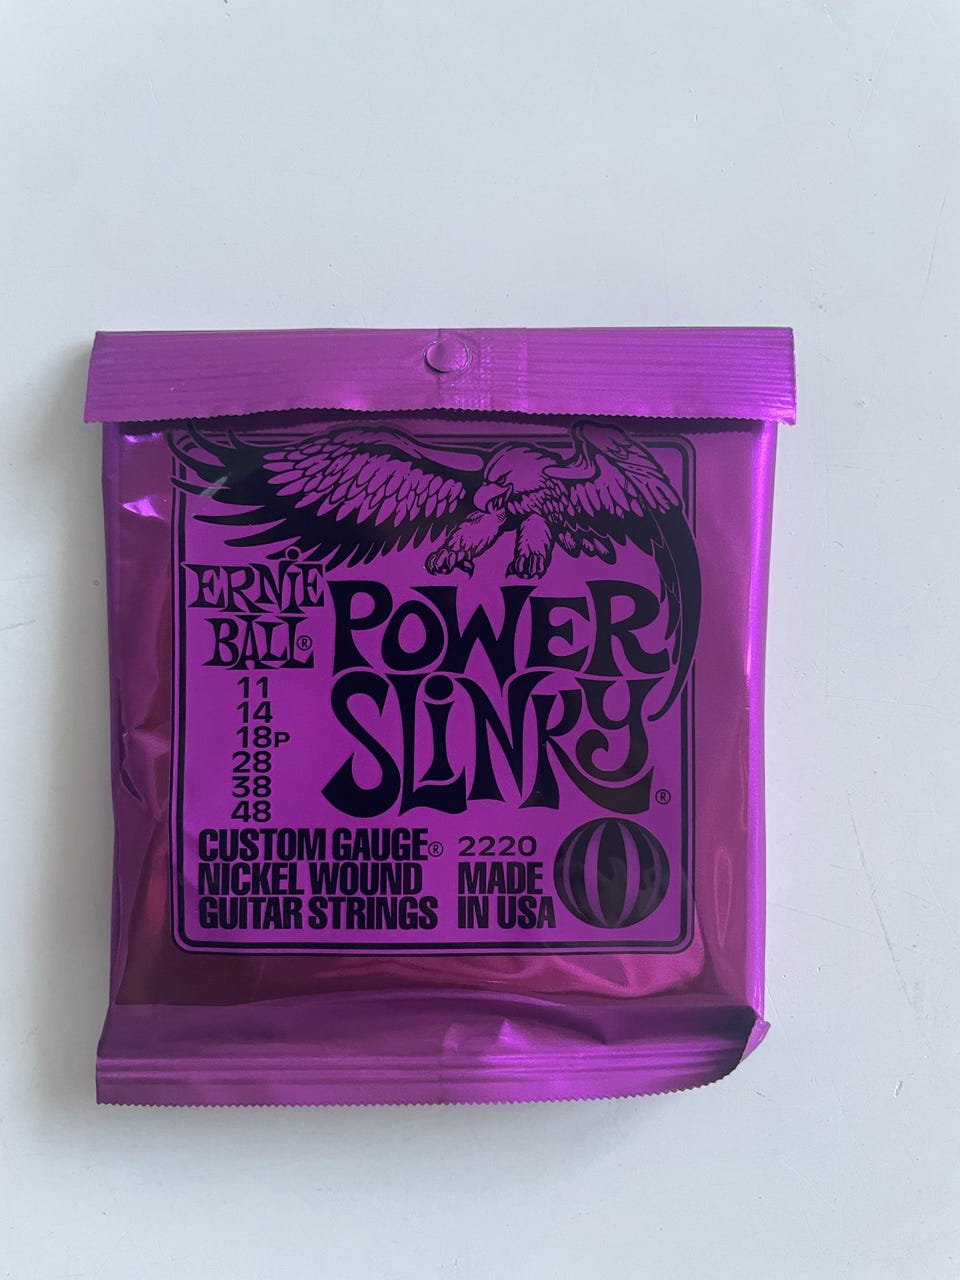 ERNIE
BALL®
POWER
SLINKY®
11
14
18P
28
38
48
CUSTOM GAUGE®
NICKEL WOUND
GUITAR STRINGS
2220
MADE
IN USA